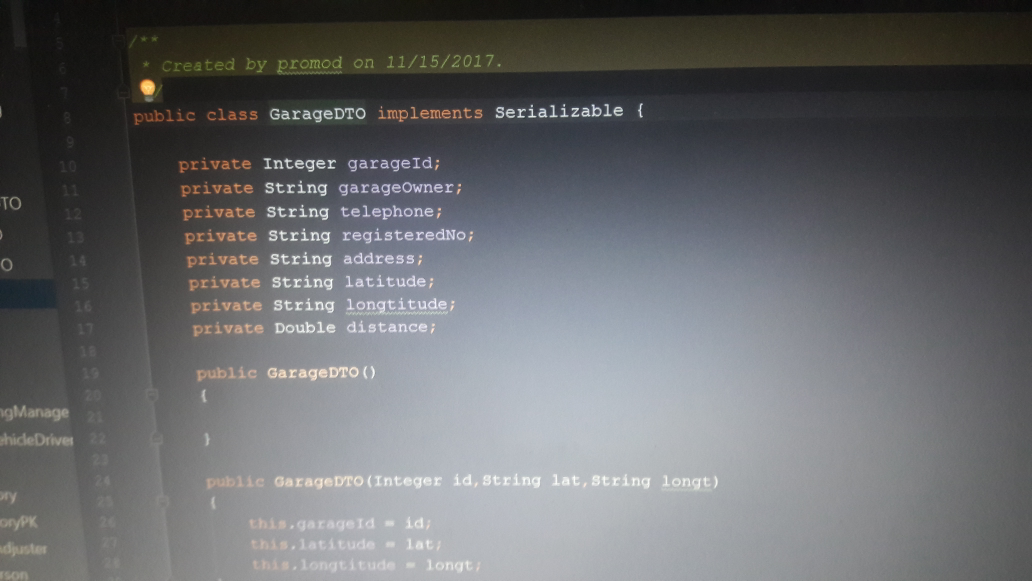 /**
* Created by promod on 11/15/2017.
public class GarageDTO implements Serializable {
private Integer garageId;
private String garageOwner;
private String telephone;
private String registeredNo;
private String address;
private String latitude;
private String longtitude;
private Double distance;
public GarageDTO()
{
}
public GarageDTO(Integer id,String lat,String longt)
{
this.garageId = id;
this.latitude = lat;
this.longtitude = longt;
TO
O
ngManage
ehicleDriver
ory
oryPK
Adjuster
erson
5
6
7
8
9
10
11
12
13
14
15
16
17
18
19
20
21
22
23
24
25
26
27
28